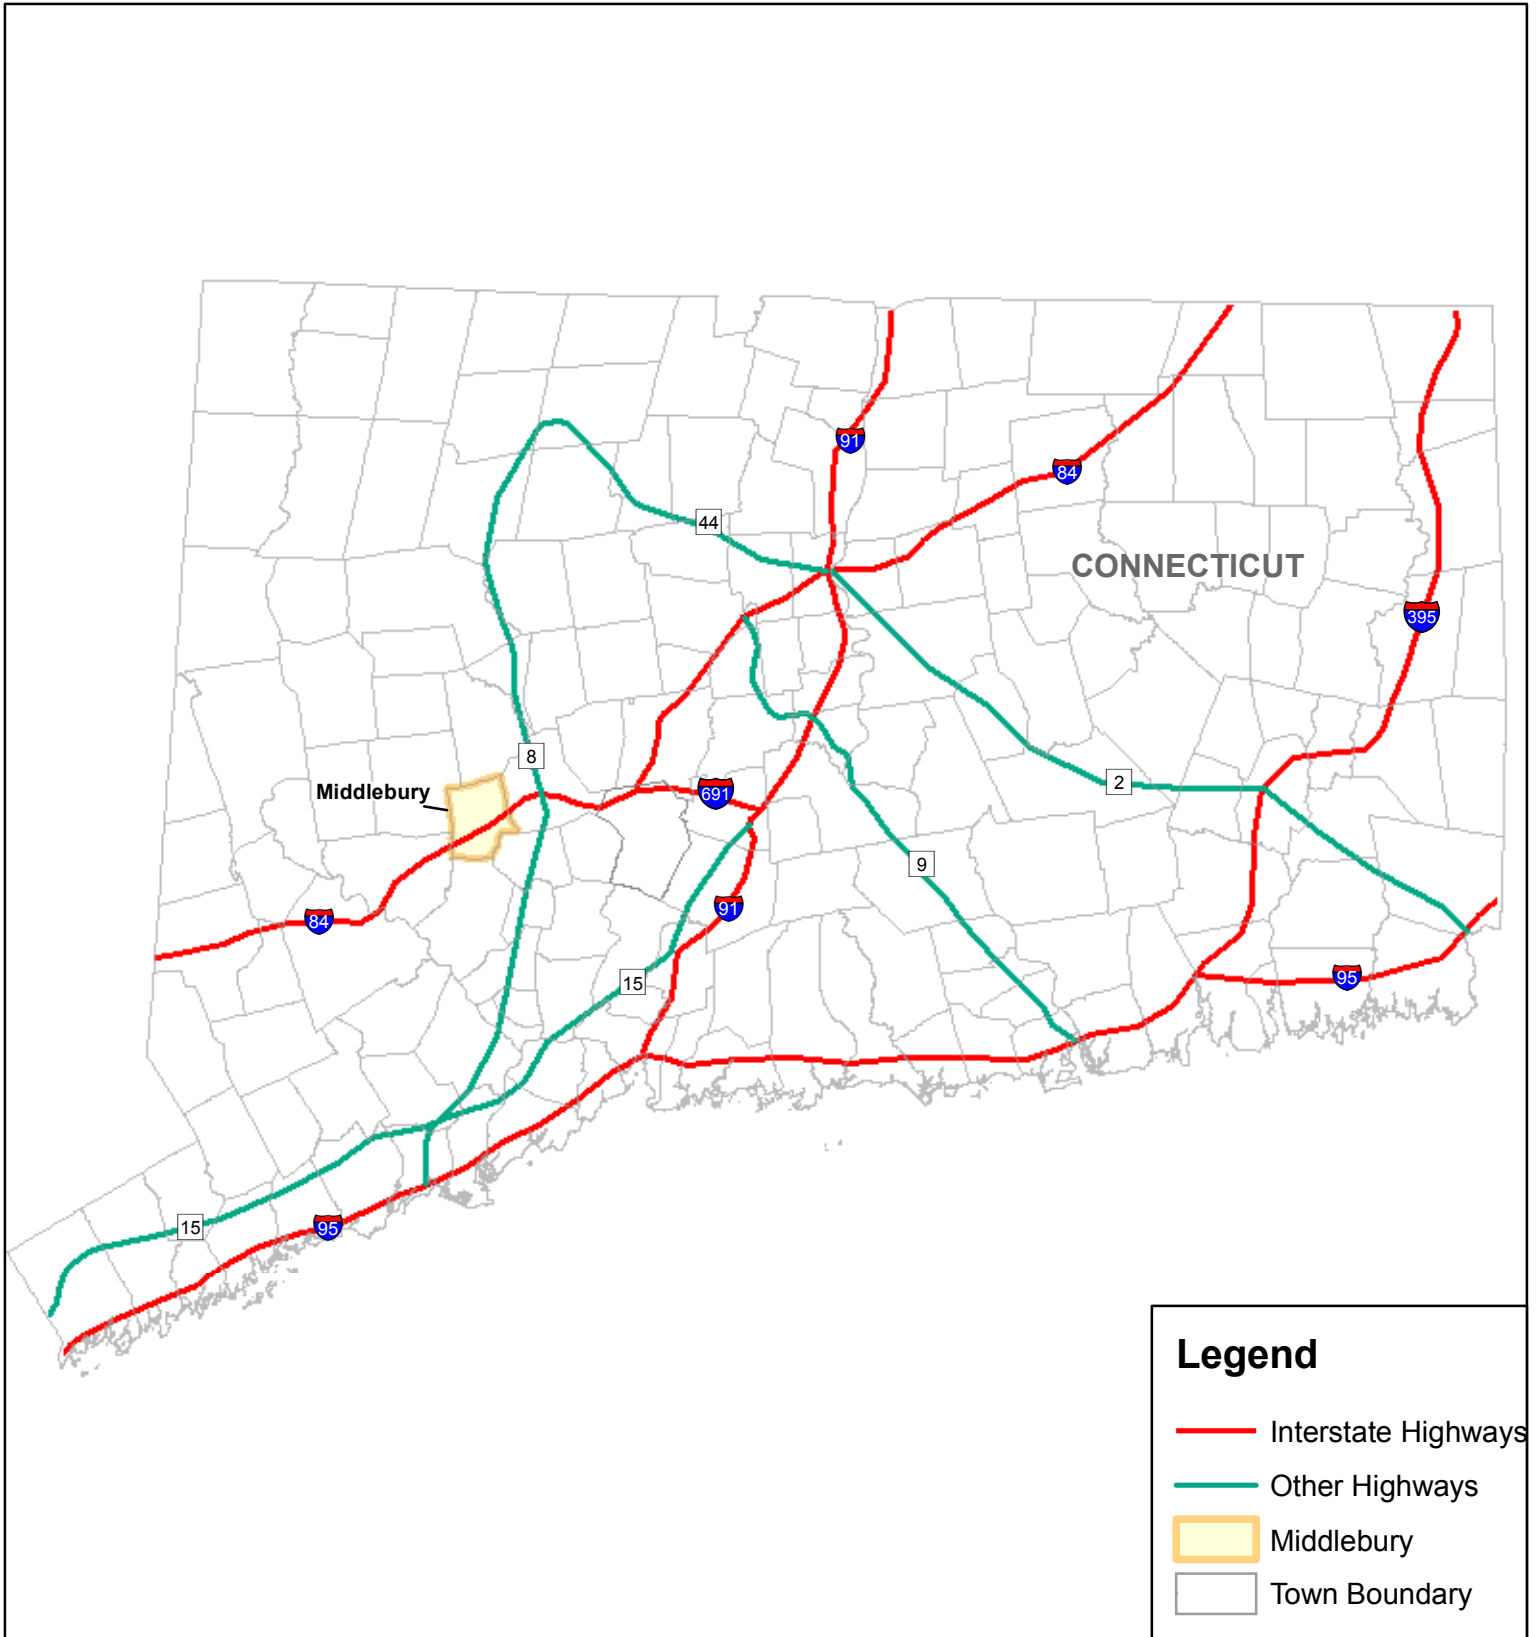 91
84
44
CONNECTICUT
395
8
Middlebury
691
2
9
91
84
15
95
15
95
Legend
Interstate Highways
Other Highways
Middlebury
Town Boundary